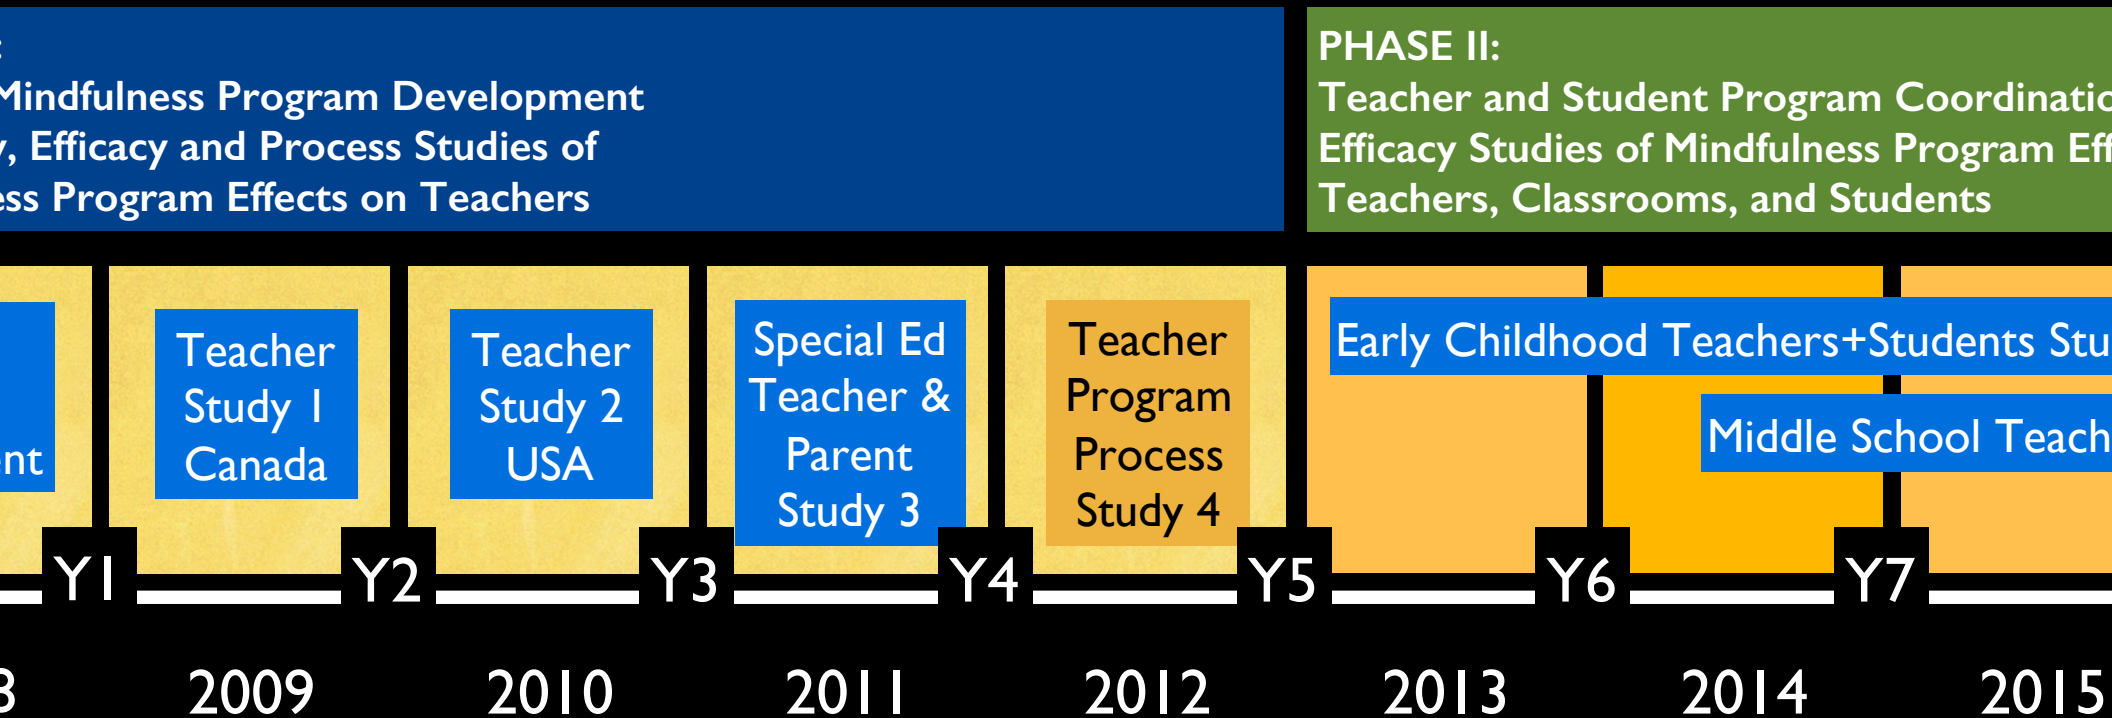 :
Mindfulness Program Development
y, Efficacy and Process Studies of
ess Program Effects on Teachers
PHASE II:
Teacher and Student Program Coordinatio
Efficacy Studies of Mindfulness Program Eff
Teachers, Classrooms, and Students
ent
Teacher
Study 1
Canada
Teacher
Study 2
USA
Special Ed
Teacher &
Parent
Study 3
Teacher
Program
Process
Study 4
Early Childhood Teachers+Students Stu
Middle School Teach
Y1 Y2 Y3 Y4 Y5 Y6 Y7
8 2009 2010 2011 2012 2013 2014 2015